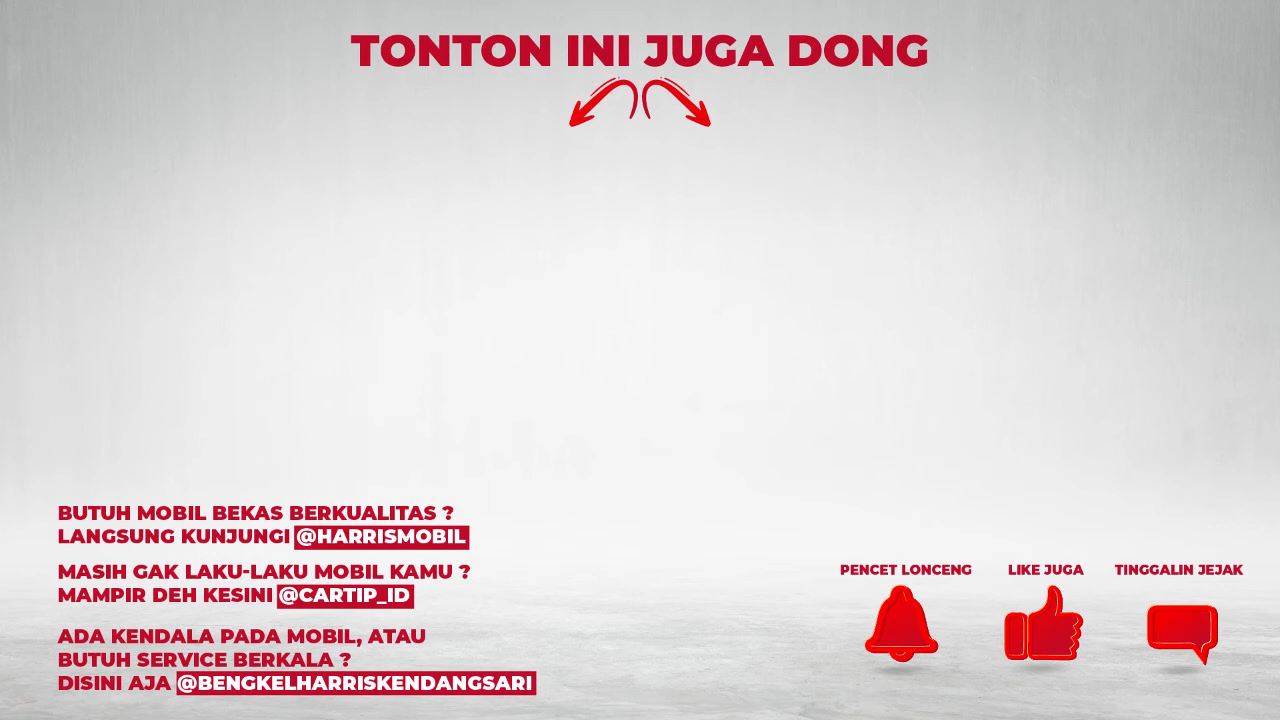 TONTON INI JUGA DONG
BUTUH MOBIL BEKAS BERKUALITAS ?
LANGSUNG KUNJUNGI @HARRISMOBIL
MASIH GAK LAKU-LAKU MOBIL KAMU ?
MAMPIR DEH KESINI @CARTIP_ID
ADA KENDALA PADA MOBIL, ATAU
BUTUH SERVICE BERKALA ?
DISINI AJA @BENGKELHARRISKENDANGSARI
PENCET LONCENG
LIKE JUGA
TINGGALIN JEJAK